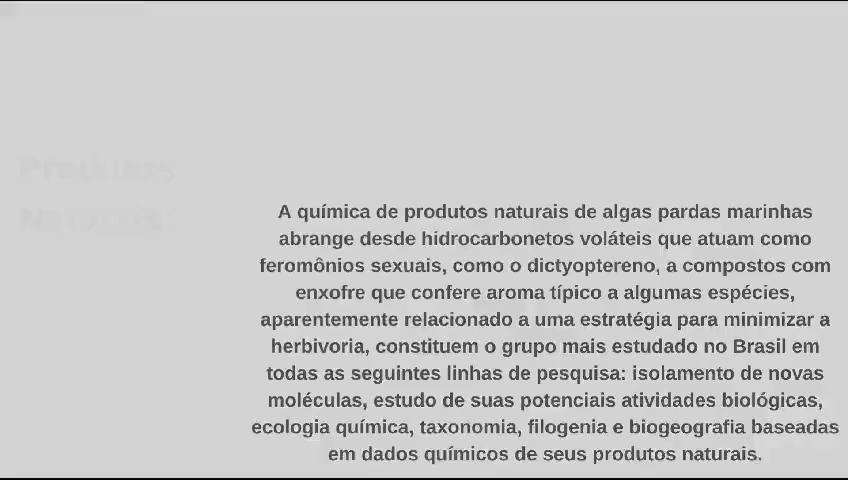 Produtos
Naturais:
A química de produtos naturais de algas pardas marinhas
abrange desde hidrocarbonetos voláteis que atuam como
feromônios sexuais, como o dictyoptereno, a compostos com
enxofre que confere aroma típico a algumas espécies,
aparentemente relacionado a uma estratégia para minimizar a
herbivoria, constituem o grupo mais estudado no Brasil em
todas as seguintes linhas de pesquisa: isolamento de novas
moléculas, estudo de suas potenciais atividades biológicas,
ecologia química, taxonomia, filogenia e biogeografia baseadas
em dados químicos de seus produtos naturais.